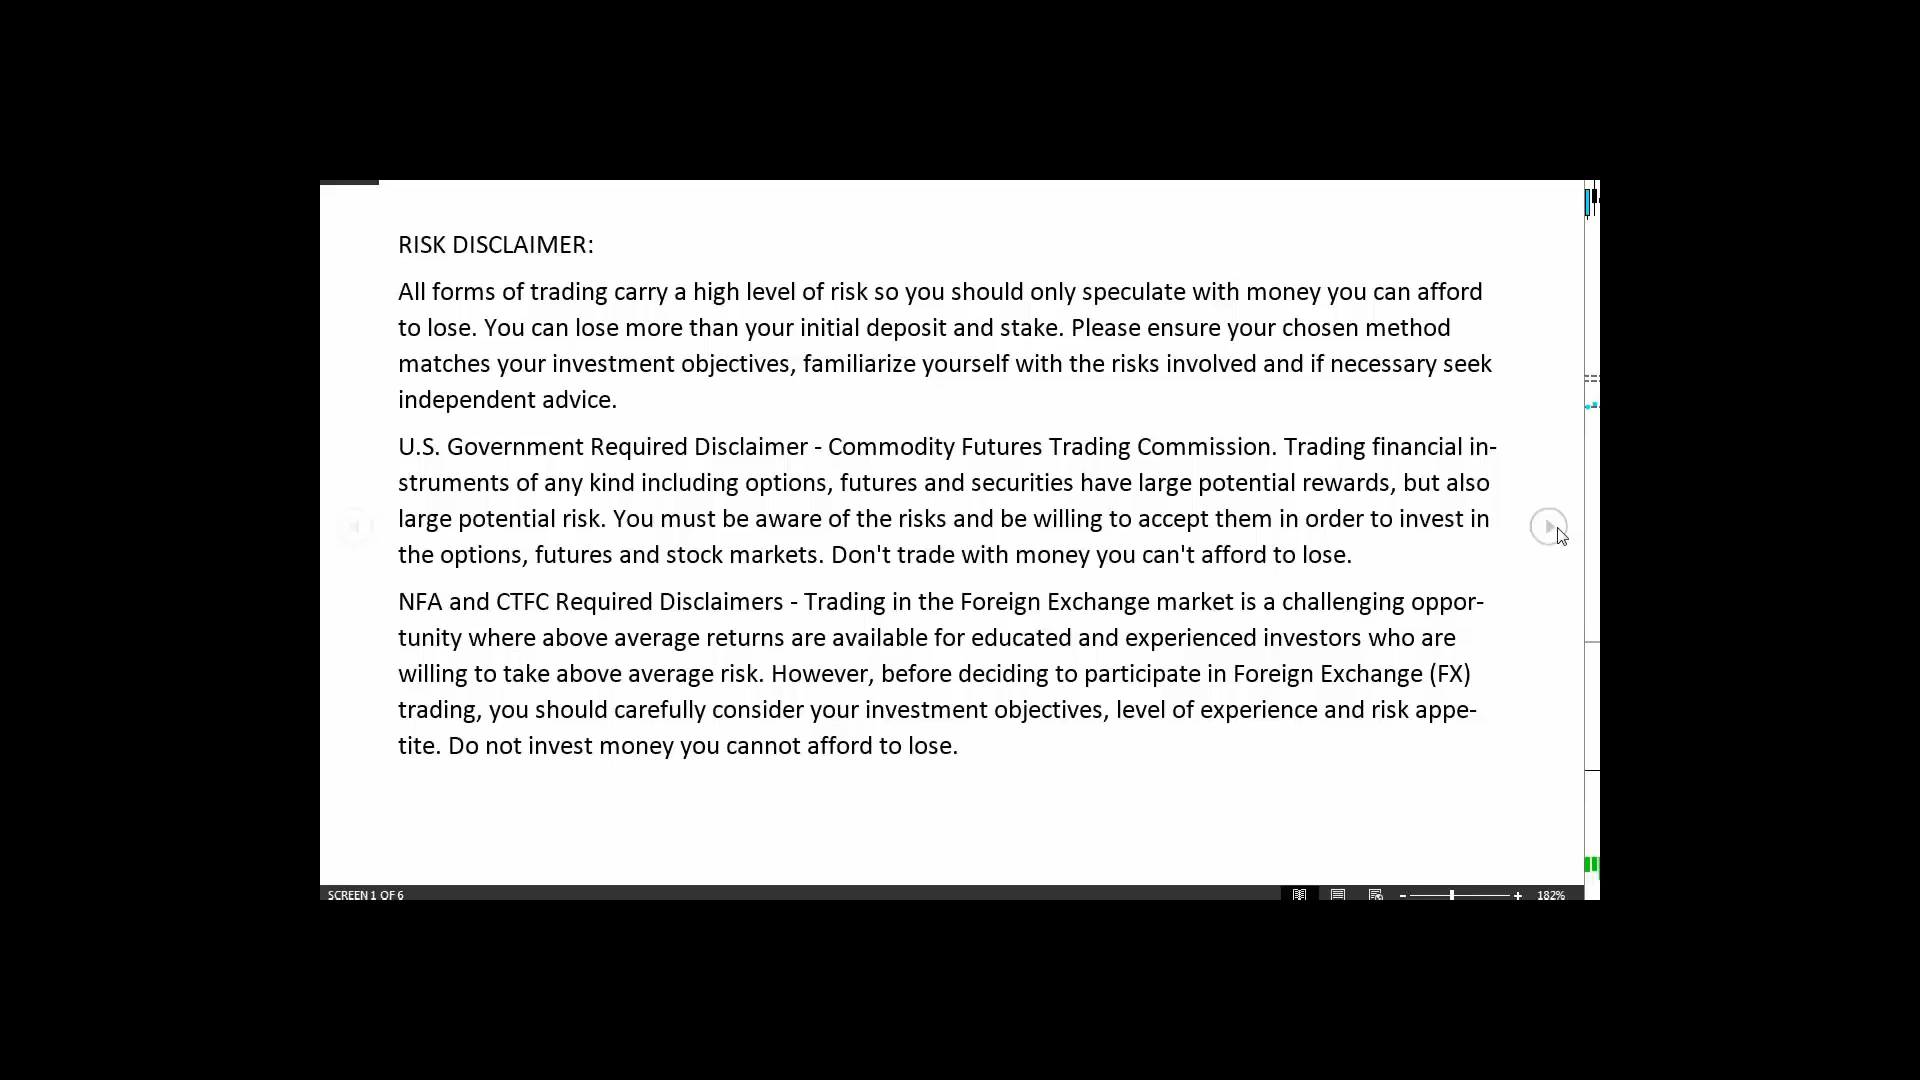 RISK DISCLAIMER:
All forms of trading carry a high level of risk so you should only speculate with money you can afford
to lose. You can lose more than your initial deposit and stake. Please ensure your chosen method
matches your investment objectives, familiarize yourself with the risks involved and if necessary seek
independent advice.
U.S. Government Required Disclaimer - Commodity Futures Trading Commission. Trading financial in-
struments of any kind including options, futures and securities have large potential rewards, but also
large potential risk. You must be aware of the risks and be willing to accept them in order to invest in
the options, futures and stock markets. Don't trade with money you can't afford to lose.
NFA and CTFC Required Disclaimers - Trading in the Foreign Exchange market is a challenging oppor-
tunity where above average returns are available for educated and experienced investors who are
willing to take above average risk. However, before deciding to participate in Foreign Exchange (FX)
trading, you should carefully consider your investment objectives, level of experience and risk appe-
tite. Do not invest money you cannot afford to lose.
SCREEN 1 OF 6
182%